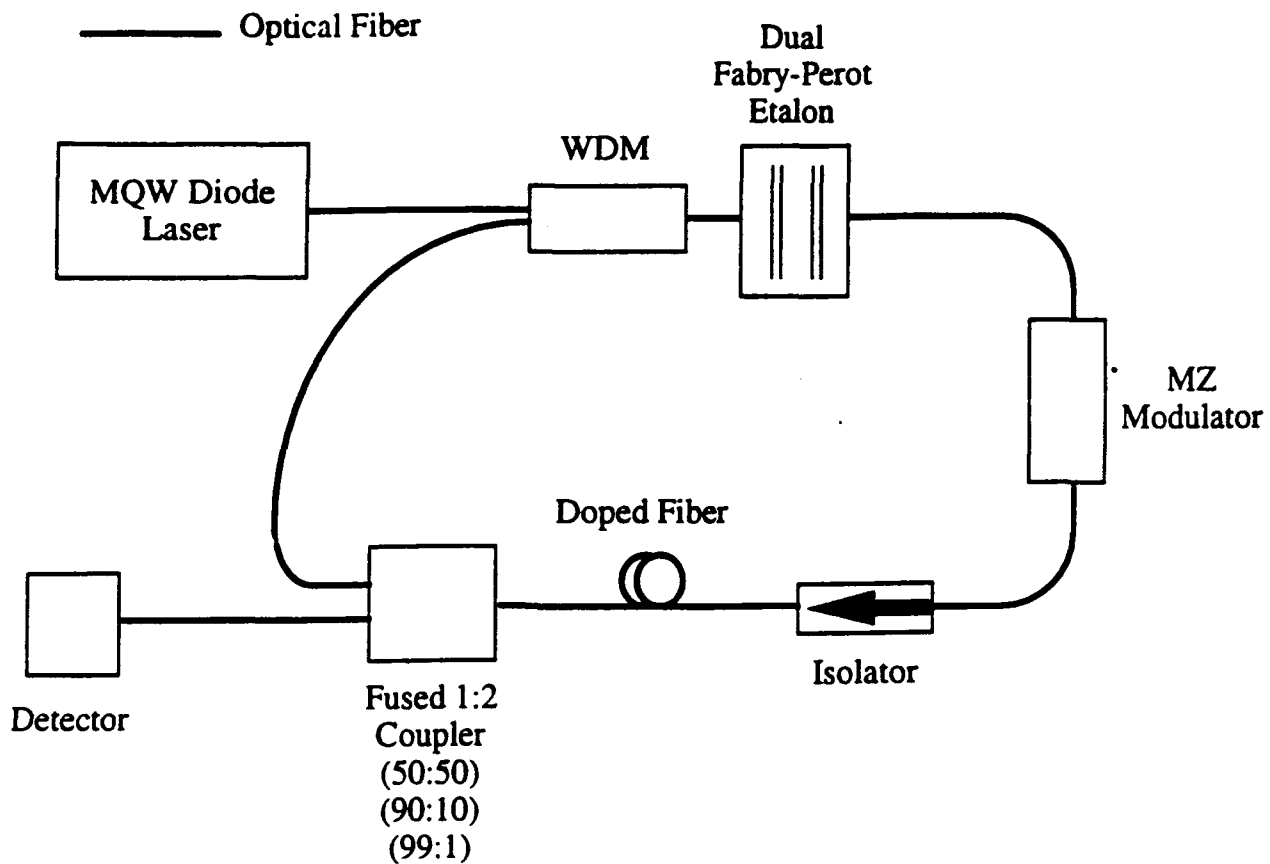 Optical Fiber
Dual
Fabry-Perot
Etalon
WDM
MQW Diode
Laser
MZ
Modulator
Doped Fiber
Isolator
Detector
Fused 1:2
Coupler
(50:50)
(90:10)
(99:1)